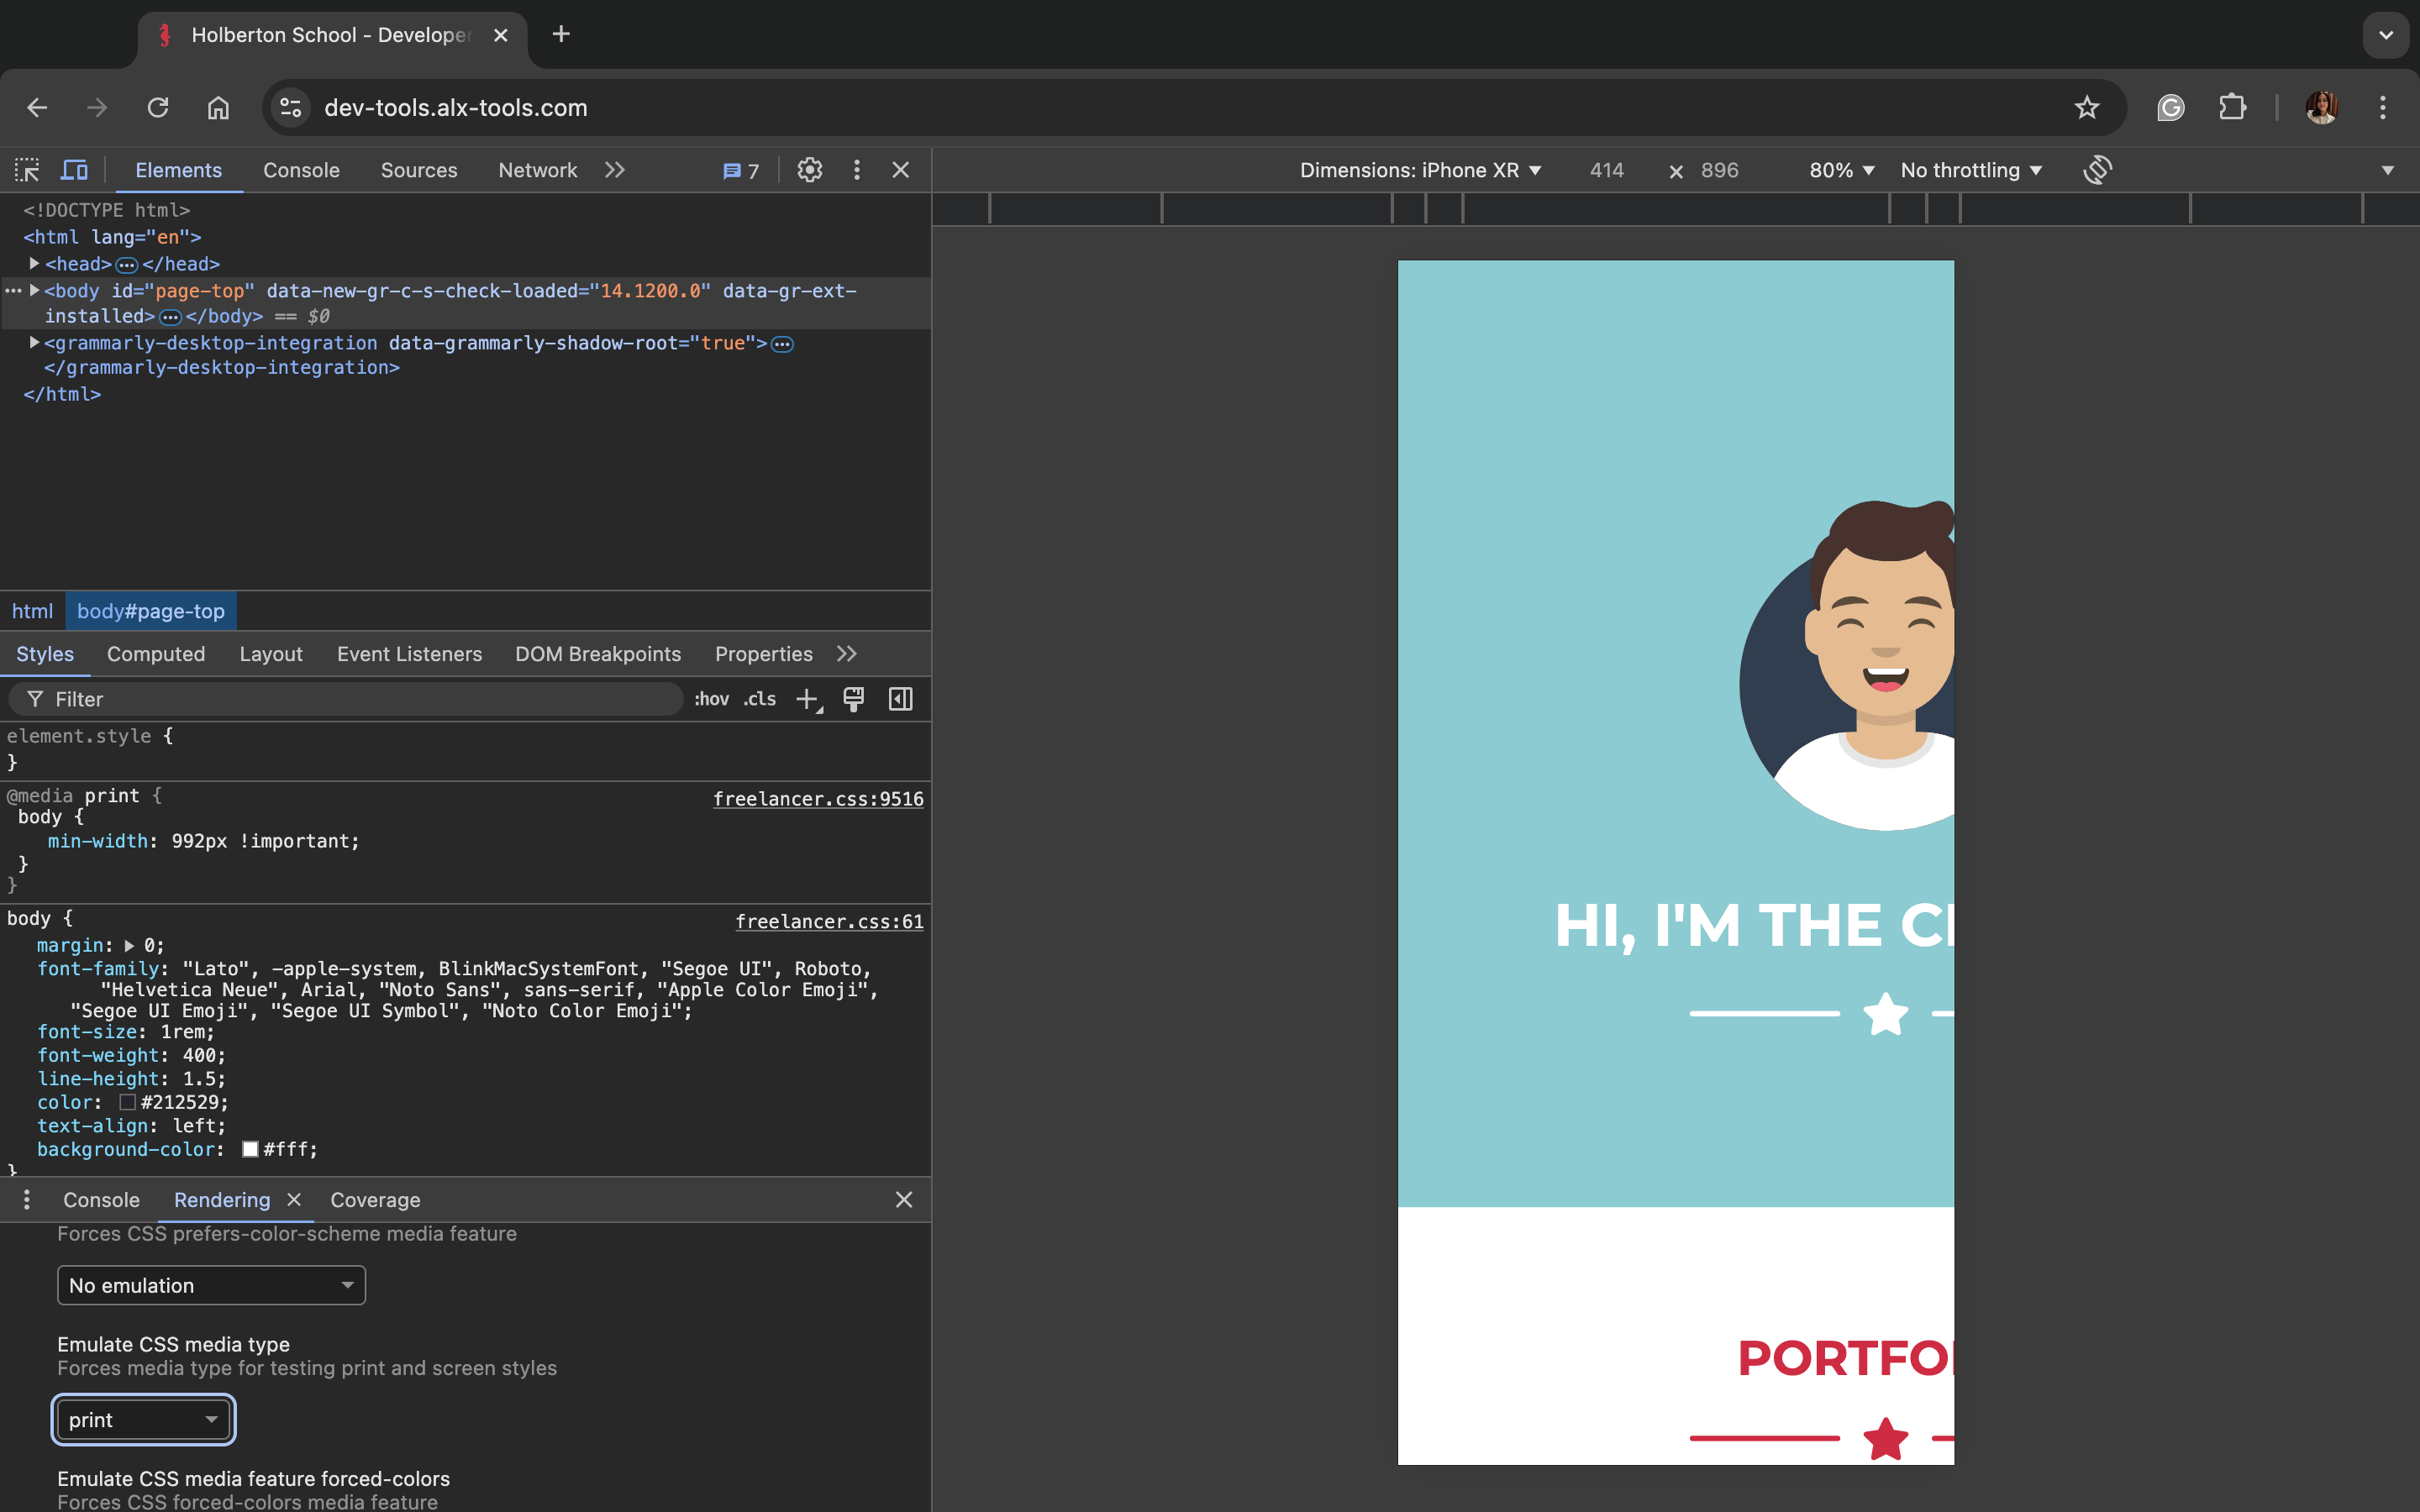 Holberton School - Developer
dev-tools.alx-tools.com
Elements
Console
Sources
Network
7
Dimensions: iPhone XR
414
×
896
80%
No throttling
<!DOCTYPE html>
<html lang="en">
<head>…</head>
<body id="page-top" data-new-gr-c-s-check-loaded="14.1200.0" data-gr-ext-
installed>…</body> == $0
<grammarly-desktop-integration data-grammarly-shadow-root="true">…
</grammarly-desktop-integration>
</html>
html
body#page-top
Styles
Computed
Layout
Event Listeners
DOM Breakpoints
Properties
Filter
:hov
.cls
element.style {
}
@media print {
freelancer.css:9516
body {
min-width: 992px !important;
}
}
body {
freelancer.css:61
margin: 0;
font-family: "Lato", -apple-system, BlinkMacSystemFont, "Segoe UI", Roboto,
"Helvetica Neue", Arial, "Noto Sans", sans-serif, "Apple Color Emoji",
"Segoe UI Emoji", "Segoe UI Symbol", "Noto Color Emoji";
font-size: 1rem;
font-weight: 400;
line-height: 1.5;
color: #212529;
text-align: left;
background-color: #fff;
}
Console
Rendering
Coverage
Forces CSS prefers-color-scheme media feature
No emulation
Emulate CSS media type
Forces media type for testing print and screen styles
print
Emulate CSS media feature forced-colors
Forces CSS forced-colors media feature
HI, I'M THE C
PORTFO